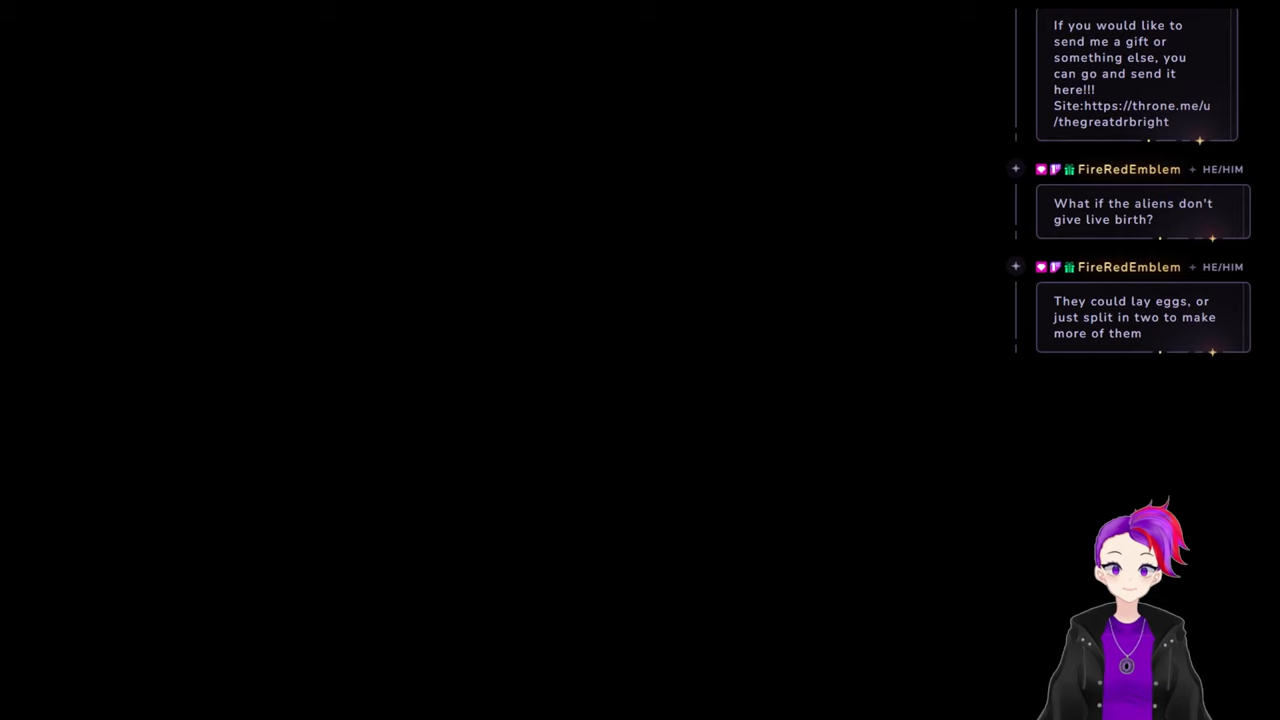 If you would like to
send me a gift or
something else, you
can go and send it
here!!!
Site:https://throne.me/u
/thegreatdrbright
FireRedEmblem HE/HIM
What if the aliens don't
give live birth?
FireRedEmblem HE/HIM
They could lay eggs, or
just split in two to make
more of them